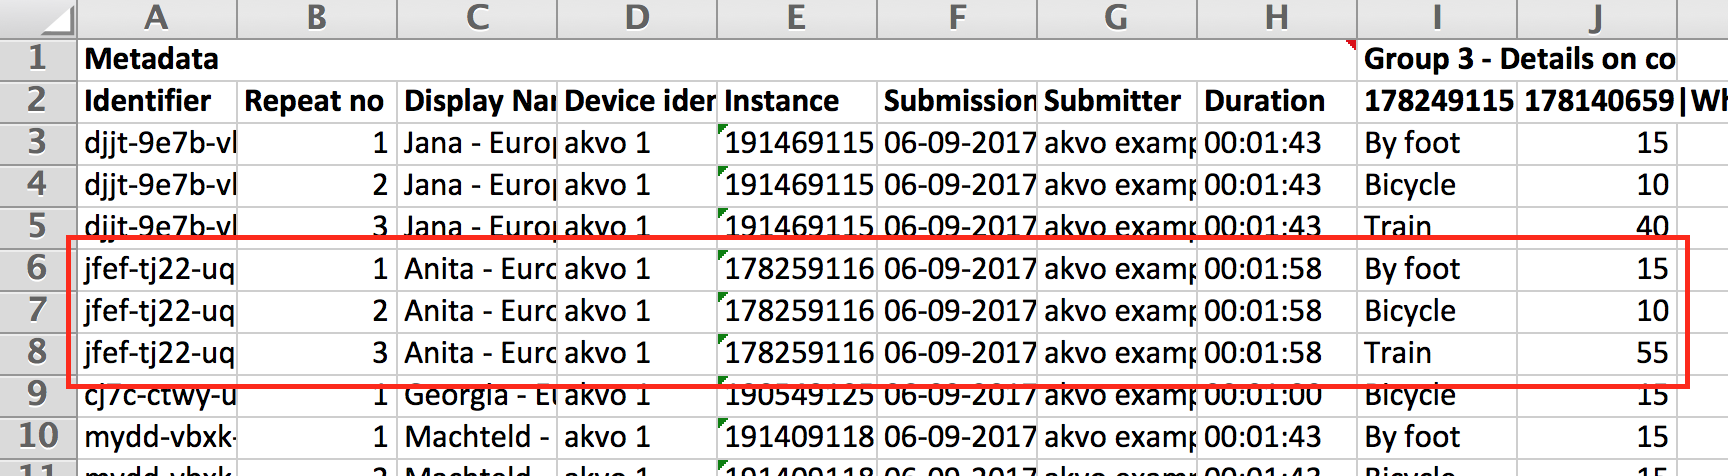 A B C D E F G H I J
1 Metadata Group 3 - Details on co
2 Identifier Repeat no Display Nar Device iden Instance Submission Submitter Duration 178249115 178140659|Wh
3 djjt-9e7b-vl 1 Jana - Europ akvo 1 191469115 06-09-2017 akvo examp 00:01:43 By foot 15
4 djjt-9e7b-vl 2 Jana - Europ akvo 1 191469115 06-09-2017 akvo examp 00:01:43 Bicycle 10
5 djjt-9e7b-vl 3 Jana - Europ akvo 1 191469115 06-09-2017 akvo examp 00:01:43 Train 40
6 jfef-tj22-uq 1 Anita - Euro akvo 1 178259116 06-09-2017 akvo examp 00:01:58 By foot 15
7 jfef-tj22-uq 2 Anita - Euro akvo 1 178259116 06-09-2017 akvo examp 00:01:58 Bicycle 10
8 jfef-tj22-uq 3 Anita - Euro akvo 1 178259116 06-09-2017 akvo examp 00:01:58 Train 55
9 cj7c-ctwy-u 1 Georgia - Eu akvo 1 190549125 06-09-2017 akvo examp 00:01:00 Bicycle 15
10 mydd-vbxk- 1 Machteld - akvo 1 191409118 06-09-2017 akvo examp 00:01:43 By foot 15
11 mydd-vbxk- 2 Machteld - akvo 1 191409118 06-09-2017 akvo examp 00:01:43 Bicycle 15